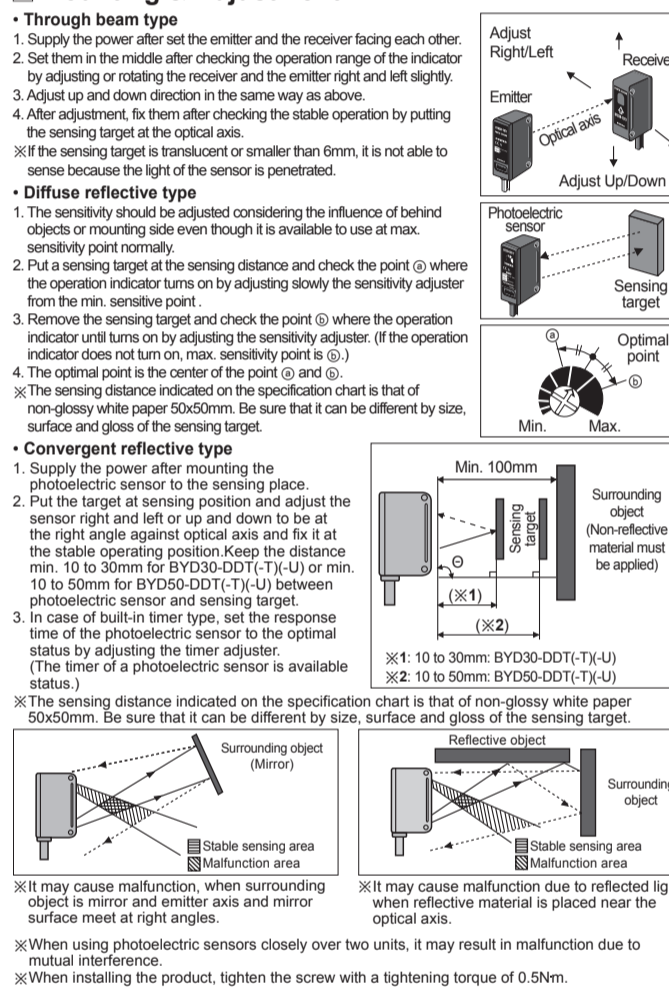 • Through beam type
1. Supply the power after set the emitter and the receiver facing each other.
2. Set them in the middle after checking the operation range of the indicator
by adjusting or rotating the receiver and the emitter right and left slightly.
3. Adjust up and down direction in the same way as above.
4. After adjustment, fix them after checking the stable operation by putting
the sensing target at the optical axis.
※If the sensing target is translucent or smaller than 6mm, it is not able to
sense because the light of the sensor is penetrated.
Adjust
Right/Left
Receive
Emitter
Optical axis
Adjust Up/Down
• Diffuse reflective type
1. The sensitivity should be adjusted considering the influence of behind
objects or mounting side even though it is available to use at max.
sensitivity point normally.
2. Put a sensing target at the sensing distance and check the point ⓐ where
the operation indicator turns on by adjusting slowly the sensitivity adjuster
from the min. sensitive point .
3. Remove the sensing target and check the point ⓑ where the operation
indicator until turns on by adjusting the sensitivity adjuster. (If the operation
indicator does not turn on, max. sensitivity point is ⓑ.)
4. The optimal point is the center of the point ⓐ and ⓑ.
※The sensing distance indicated on the specification chart is that of
non-glossy white paper 50x50mm. Be sure that it can be different by size,
surface and gloss of the sensing target.
Photoelectric
sensor
Sensing
target
ⓐ
Optimal
point
ⓑ
Min.
Max.
• Convergent reflective type
1. Supply the power after mounting the
photoelectric sensor to the sensing place.
2. Put the target at sensing position and adjust the
sensor right and left or up and down to be at
the right angle against optical axis and fix it at
the stable operating position.Keep the distance
min. 10 to 30mm for BYD30-DDT(-T)(-U) or min.
10 to 50mm for BYD50-DDT(-T)(-U) between
photoelectric sensor and sensing target.
3. In case of built-in timer type, set the response
time of the photoelectric sensor to the optimal
status by adjusting the timer adjuster.
(The timer of a photoelectric sensor is available
status.)
Min. 100mm
Sensing
target
Surrounding
object
(Non-reflective
material must
be applied)
Θ
(※1)
(※2)
※1: 10 to 30mm: BYD30-DDT(-T)(-U)
※2: 10 to 50mm: BYD50-DDT(-T)(-U)
※The sensing distance indicated on the specification chart is that of non-glossy white paper
50x50mm. Be sure that it can be different by size, surface and gloss of the sensing target.
Surrounding object
(Mirror)
Stable sensing area
Malfunction area
Reflective object
Surrounding
object
Stable sensing area
Malfunction area
※It may cause malfunction, when surrounding
object is mirror and emitter axis and mirror
surface meet at right angles.
※It may cause malfunction due to reflected lig
when reflective material is placed near the
optical axis.
※When using photoelectric sensors closely over two units, it may result in malfunction due to
mutual interference.
※When installing the product, tighten the screw with a tightening torque of 0.5N·m.